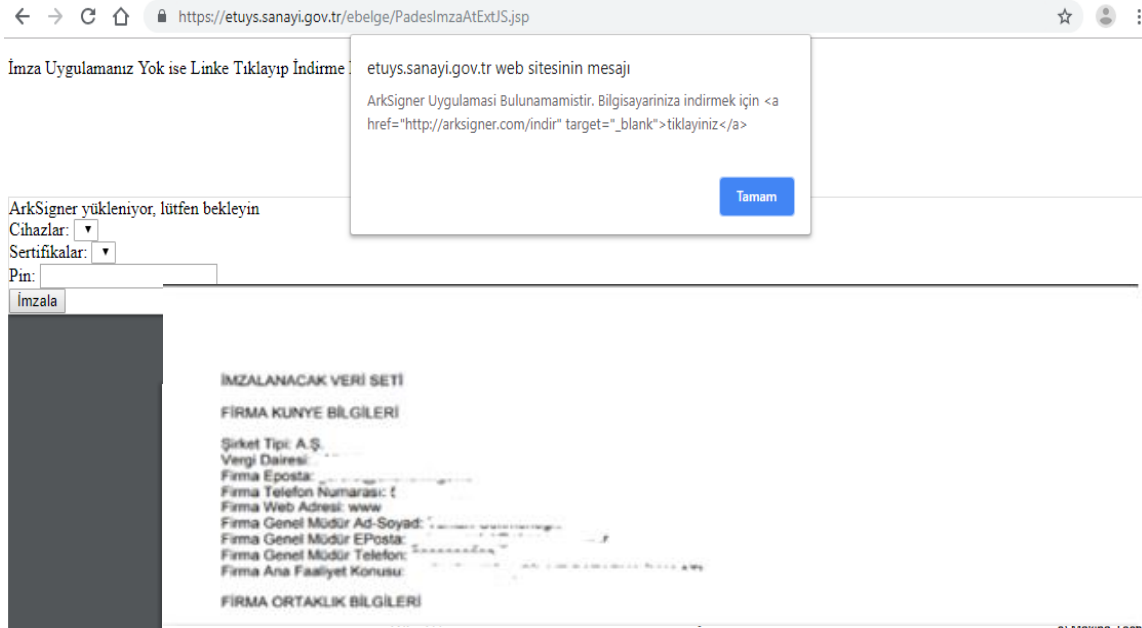 https://etuys.sanayi.gov.tr/ebelge/PadesImzaAtExtJS.jsp
İmza Uygulamanız Yok ise Linke Tıklayıp İndirme
etuys.sanayi.gov.tr web sitesinin mesajı
ArkSigner Uygulamasi Bulunamamistir. Bilgisayariniza indirmek için <a
href="http://arksigner.com/indir" target="_blank">tiklayiniz</a>
Tamam
ArkSigner yükleniyor, lütfen bekleyin
Cihazlar:
Sertifikalar:
Pin:
İmzala
İMZALANACAK VERİ SETİ
FİRMA KUNYE BİLGİLERİ
Şirket Tipi: A.Ş.
Vergi Dairesi:
Firma Eposta:
Firma Telefon Numarası:
Firma Web Adresi: www
Firma Genel Müdür Ad-Soyad:
Firma Genel Müdür EPosta:
Firma Genel Müdür Telefon:
Firma Ana Faaliyet Konusu:
FİRMA ORTAKLIK BİLGİLERİ